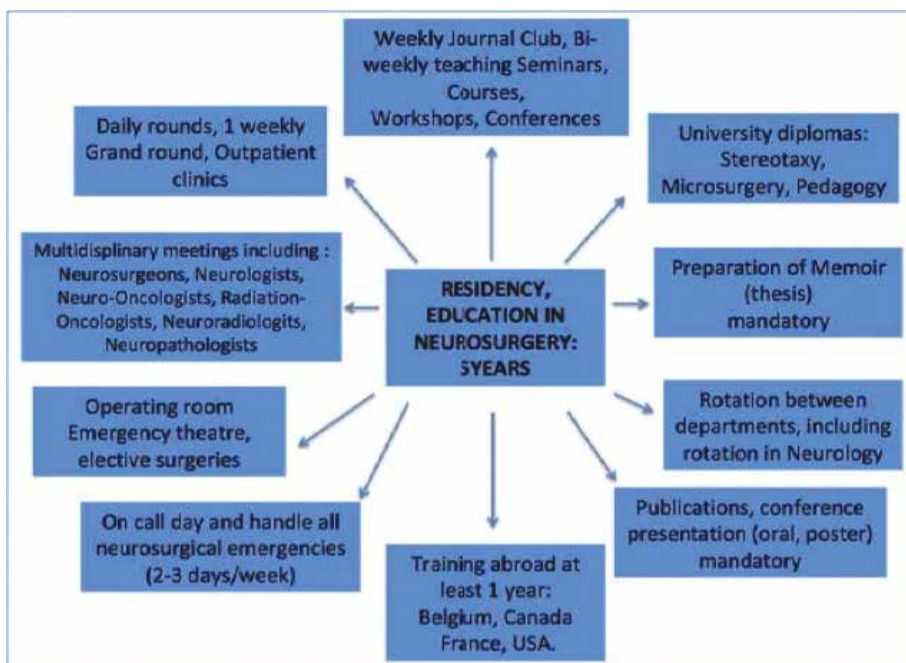 Weekly Journal Club, Bi-
weekly teaching Seminars,
Courses,
Workshops, Conferences
Daily rounds, 1 weekly
Grand round, Outpatient
clinics
University diplomas:
Stereotaxy,
Microsurgery, Pedagogy
Multidisplinary meetings including :
Neurosurgeons, Neurologists,
Neuro-Oncologists, Radiation-
Oncologists, Neuroradiologits,
Neuropathologists
RESIDENCY,
EDUCATION IN
NEUROSURGERY:
5YEARS
Preparation of Memoir
(thesis)
mandatory
Operating room
Emergency theatre,
elective surgeries
Rotation between
departments, including
rotation in Neurology
On call day and handle all
neurosurgical emergencies
(2-3 days/week)
Training abroad at
least 1 year:
Belgium, Canada
France, USA.
Publications, conference
presentation (oral, poster)
mandatory